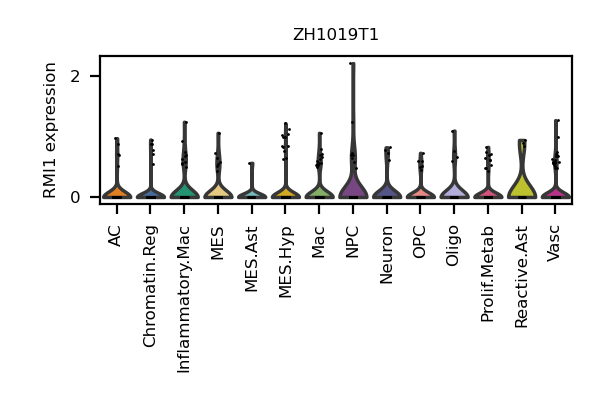 ZH1019T1
RMI1 expression
2
0
AC
Chromatin.Reg
Inflammatory.Mac
MES
MES.Ast
MES.Hyp
Mac
NPC
Neuron
OPC
Oligo
Prolif.Metab
Reactive.Ast
Vasc